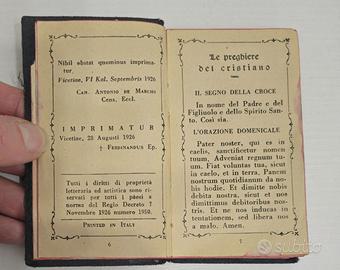 Nihil obstat quominus imprima-
tur.
Vicetiae, VI Kal. Septembris 1926
Can. Antonio de Marchi
Cens. Eccl.
IMPRIMATUR
Vicetiae, 28 Augusti 1926
† Ferdinandus Ep.
Tutti i diritti di proprietà
letteraria ed artistica sono ri-
servati per tutti i paesi a
norma del Regio Decreto 7
Novembre 1926 numero 1950.
Printed in Italy
6
Le preghiere
del cristiano
IL SEGNO DELLA CROCE
In nome del Padre e del
Figliuolo e dello Spirito San-
to. Così sia.
L'ORAZIONE DOMENICALE
Pater noster, qui es in
caelis, sanctificetur nomen
tuum. Adveniat regnum tu-
um. Fiat voluntas tua, sicut
in caelo, et in terra. Panem
nostrum quotidianum da no-
bis hodie. Et dimitte nobis
debita nostra, sicut et nos
dimittimus debitoribus nos-
tris. Et ne nos inducas in
tentationem, sed libera nos
a malo. Amen.
7
subito